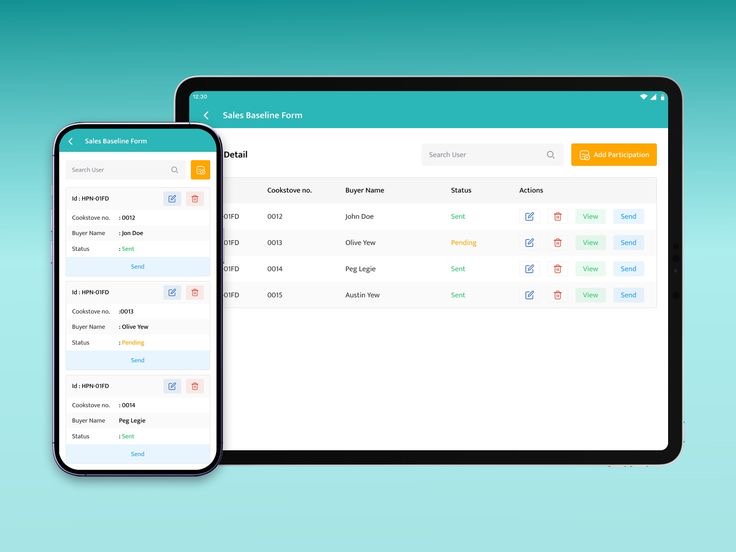 Sales Baseline Form
Search User
Id : HPN-01FD
Cookstove no. : 0012
Buyer Name : Jon Doe
Status : Sent
Send
Id : HPN-01FD
Cookstove no. :0013
Buyer Name : Olive Yew
Status : Pending
Send
Id : HPN-01FD
Cookstove no. : 0014
Buyer Name Peg Legie
Status : Sent
Send
12:30
Sales Baseline Form
Detail Search User Add Participation
Cookstove no. Buyer Name Status Actions
01FD 0012 John Doe Sent View Send
01FD 0013 Olive Yew Pending View Send
01FD 0014 Peg Legie Sent View Send
01FD 0015 Austin Yew Sent View Send